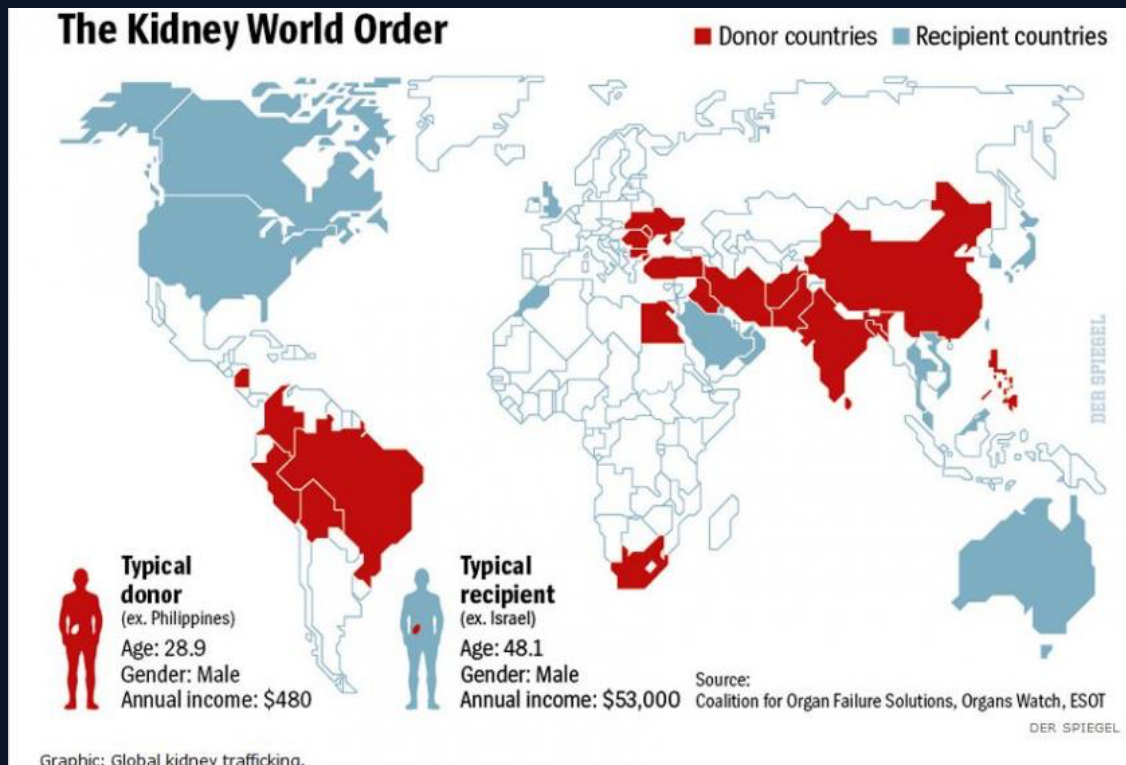 The Kidney World Order
Donor countries Recipient countries
DER SPIEGEL
Typical
donor
(ex. Philippines)
Age: 28.9
Gender: Male
Annual income: $480
Typical
recipient
(ex. Israel)
Age: 48.1
Gender: Male
Annual income: $53,000
Source:
Coalition for Organ Failure Solutions, Organs Watch, ESOT
DER SPIEGEL
Graphic: Global kidney trafficking.